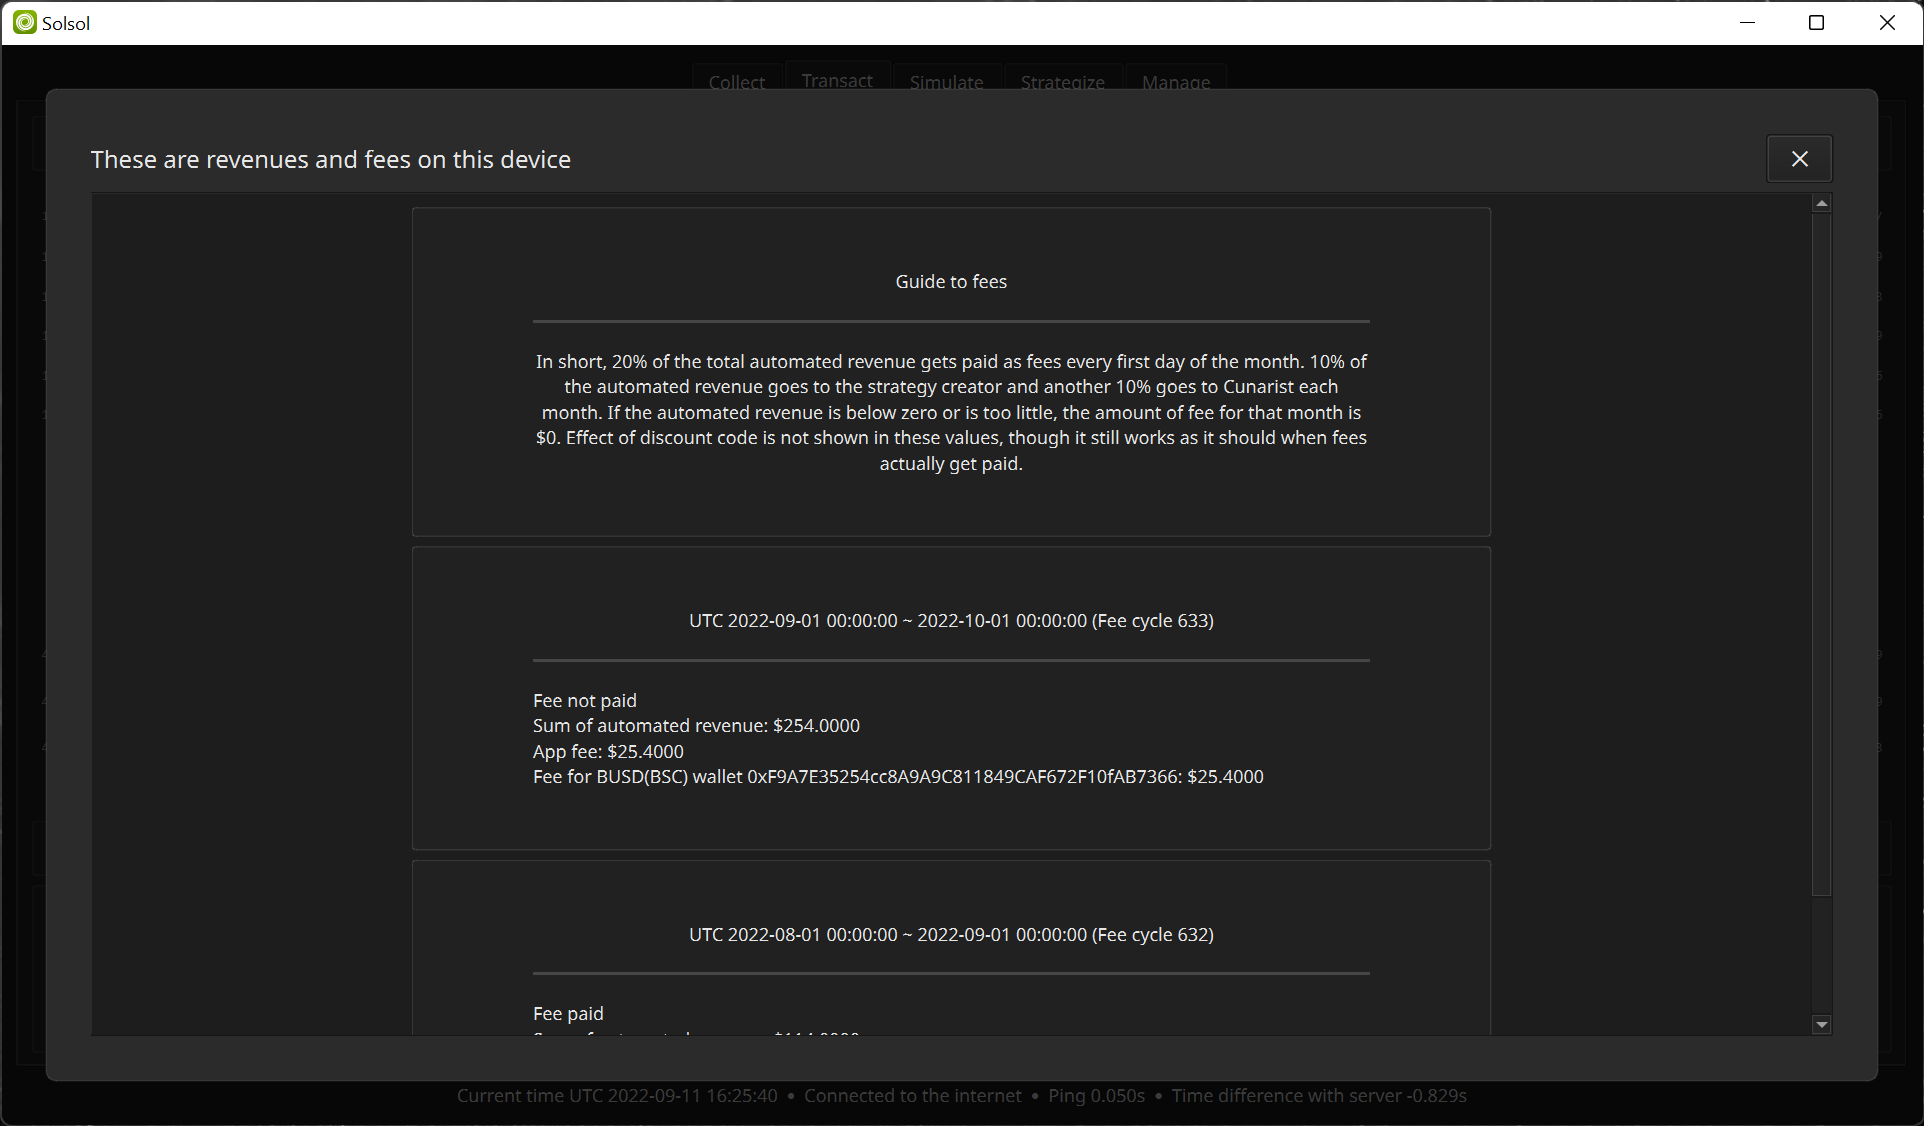 Solsol
Collect Transact Simulate Strategize Manage
These are revenues and fees on this device
Guide to fees
In short, 20% of the total automated revenue gets paid as fees every first day of the month. 10% of
the automated revenue goes to the strategy creator and another 10% goes to Cunarist each
month. If the automated revenue is below zero or is too little, the amount of fee for that month is
$0. Effect of discount code is not shown in these values, though it still works as it should when fees
actually get paid.
UTC 2022-09-01 00:00:00 ~ 2022-10-01 00:00:00 (Fee cycle 633)
Fee not paid
Sum of automated revenue: $254.0000
App fee: $25.4000
Fee for BUSD(BSC) wallet 0xF9A7E35254cc8A9A9C811849CAF672F10fAB7366: $25.4000
UTC 2022-08-01 00:00:00 ~ 2022-09-01 00:00:00 (Fee cycle 632)
Fee paid
Current time UTC 2022-09-11 16:25:40 • Connected to the internet • Ping 0.050s • Time difference with server -0.829s